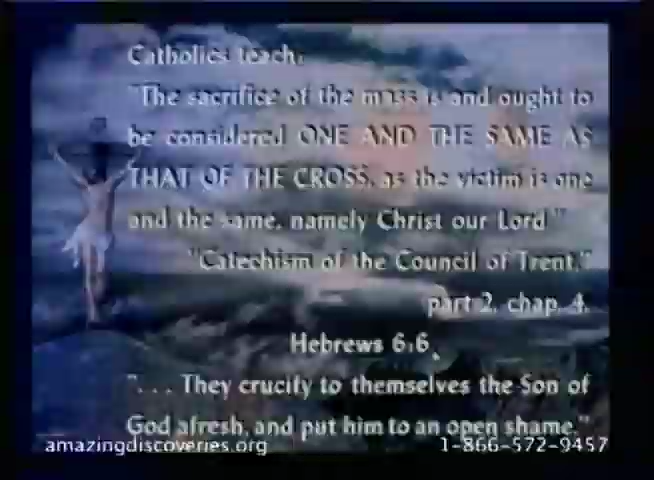 Catholics teach:
"The sacrifice of the mass is and ought to
be considered ONE AND THE SAME AS
THAT OF THE CROSS, as the victim is one
and the same, namely Christ our Lord"
"Catechism of the Council of Trent,"
part 2, chap. 4.
Hebrews 6:6
". . . They crucify to themselves the Son of
God afresh, and put him to an open shame."
amazingdiscoveries.org 1-866-572-9457